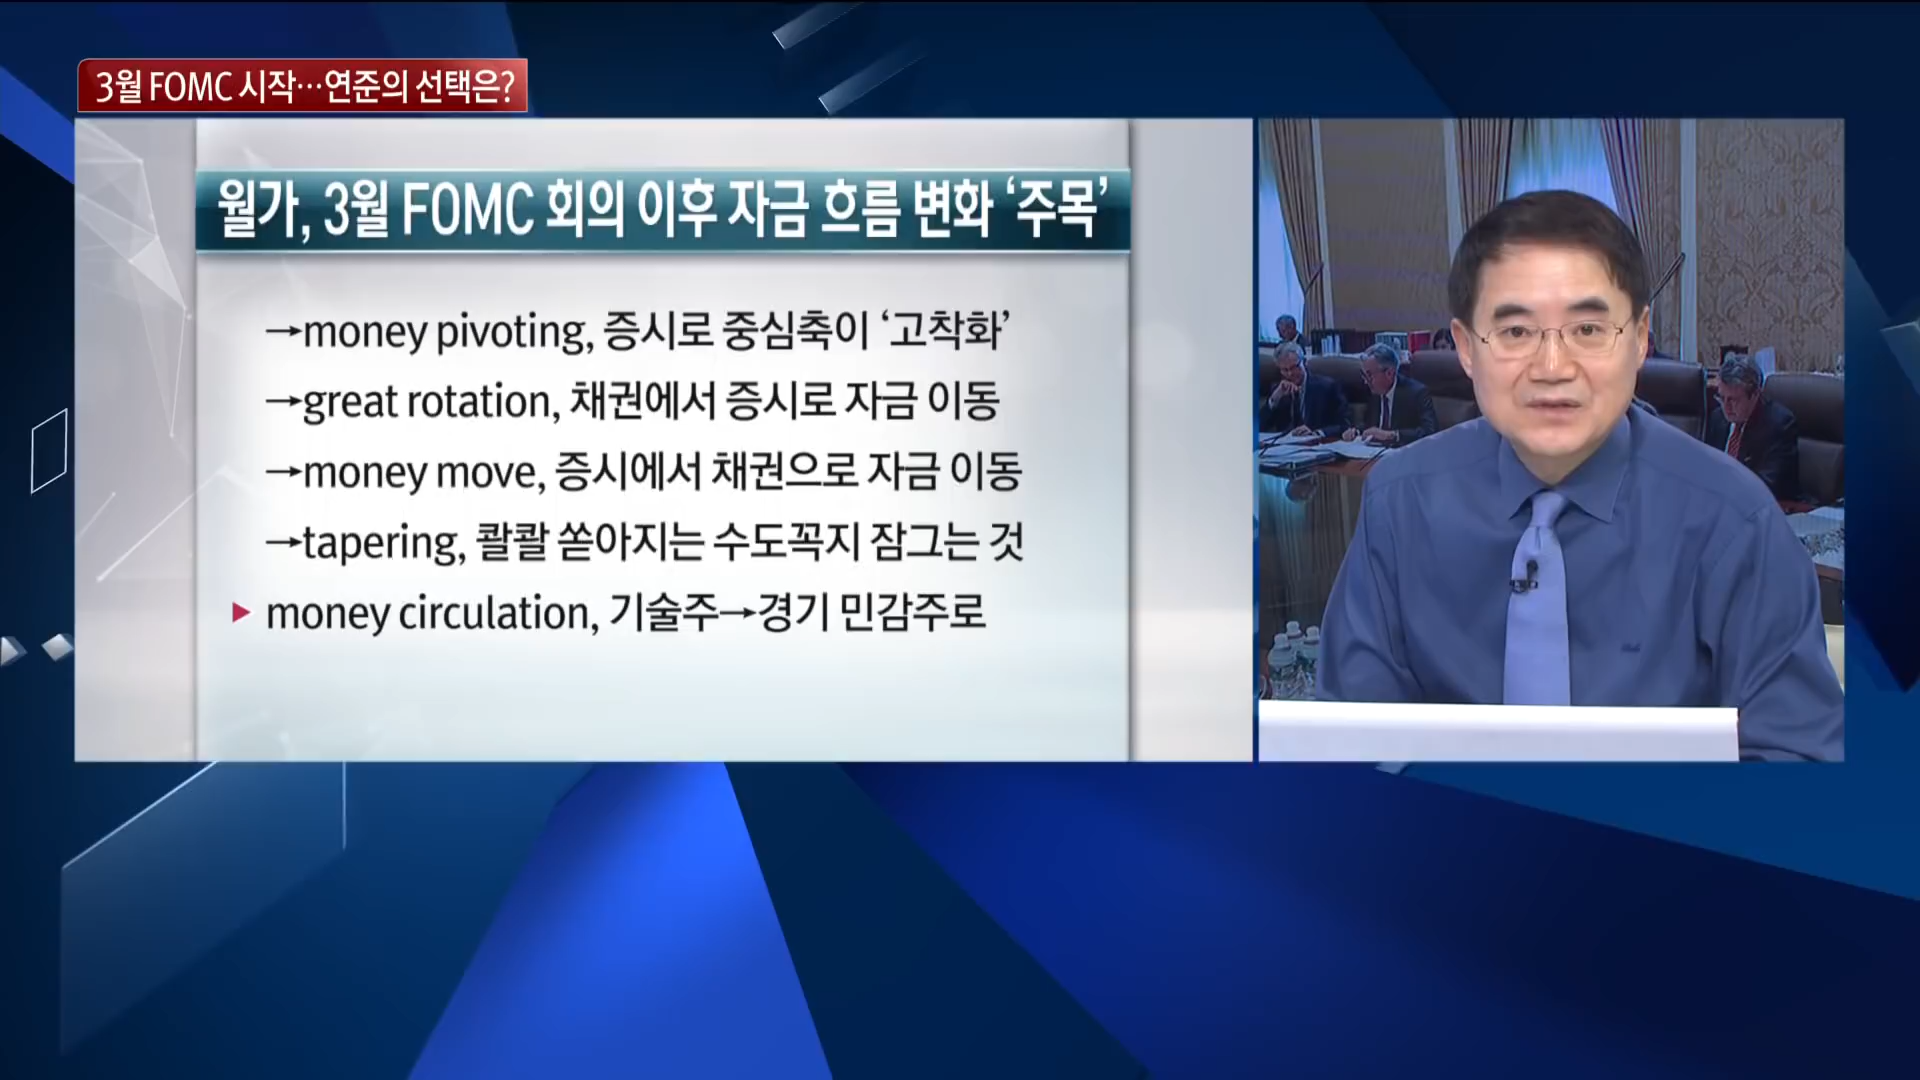 3월 FOMC 시작…연준의 선택은?
월가, 3월 FOMC 회의 이후 자금 흐름 변화 ‘주목’
→money pivoting, 증시로 중심축이 ‘고착화’
→great rotation, 채권에서 증시로 자금 이동
→money move, 증시에서 채권으로 자금 이동
→tapering, 콸콸 쏟아지는 수도꼭지 잠그는 것
▶ money circulation, 기술주→경기 민감주로